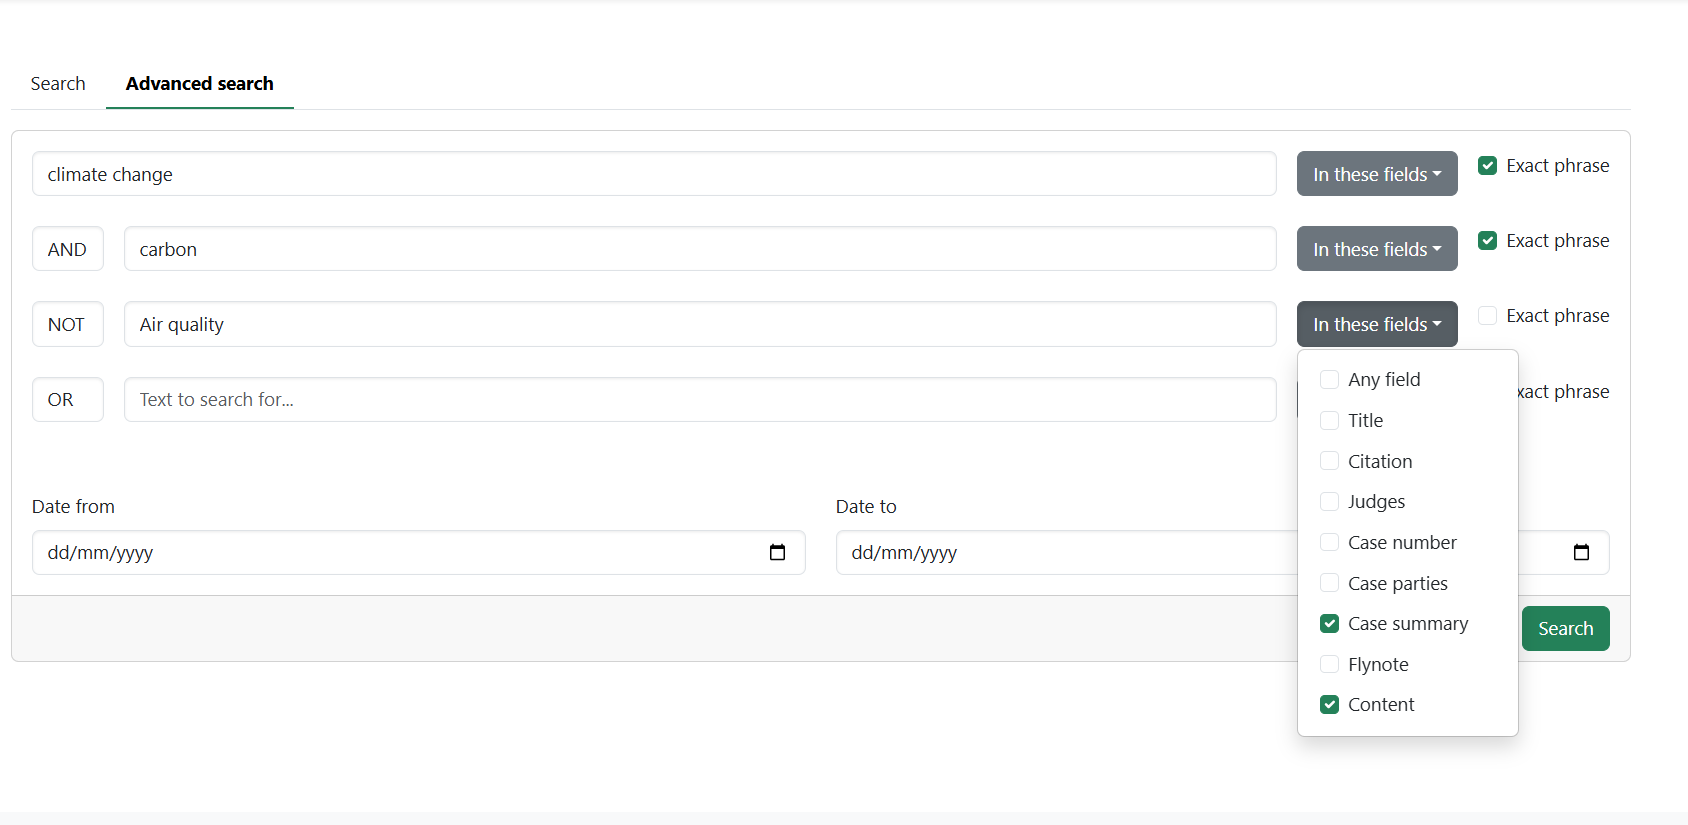 Search
Advanced search
climate change
In these fields
Exact phrase
AND
carbon
In these fields
Exact phrase
NOT
Air quality
In these fields
Exact phrase
OR
Text to search for...
xact phrase
Any field
Title
Citation
Judges
Case number
Case parties
Case summary
Flynote
Content
Date from
Date to
dd/mm/yyyy
dd/mm/yyyy
Search